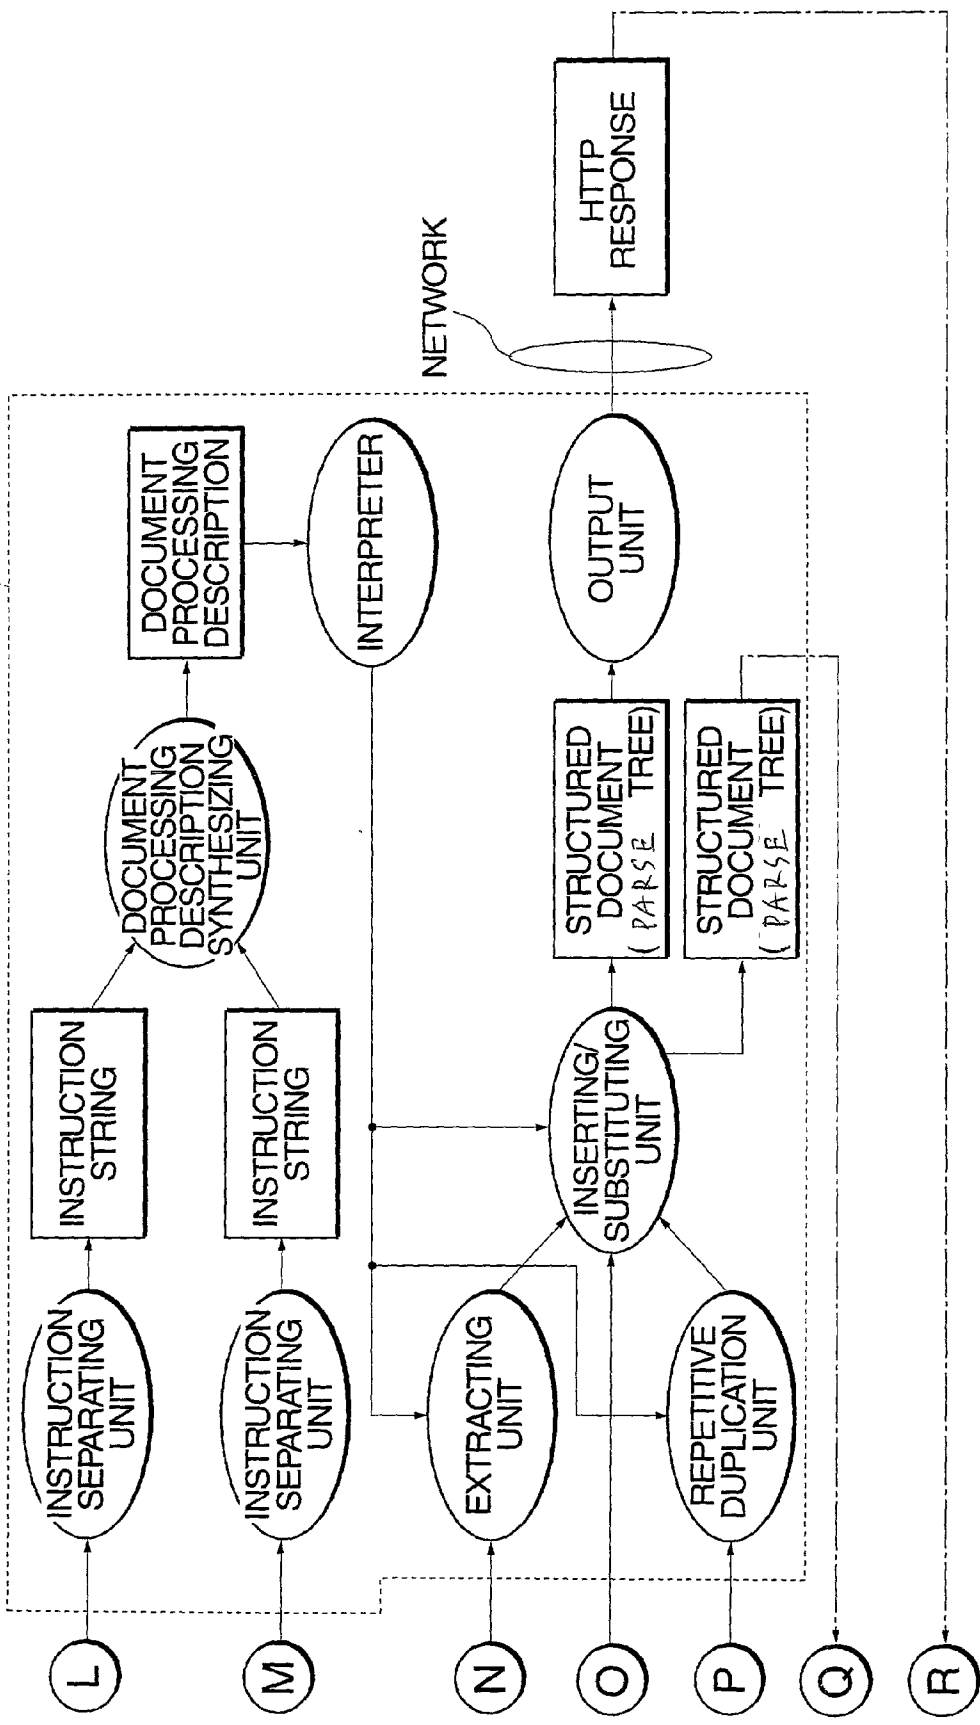 L
INSTRUCTION
SEPARATING
UNIT
INSTRUCTION
STRING
DOCUMENT
PROCESSING
DESCRIPTION
SYNTHESIZING
UNIT
DOCUMENT
PROCESSING
DESCRIPTION
M
INSTRUCTION
SEPARATING
UNIT
INSTRUCTION
STRING
INTERPRETER
NETWORK
N
EXTRACTING
UNIT
O
INSERTING/
SUBSTITUTING
UNIT
STRUCTURED
DOCUMENT
(PARSE TREE)
OUTPUT
UNIT
HTTP
RESPONSE
P
REPETITIVE
DUPLICATION
UNIT
STRUCTURED
DOCUMENT
(PARSE TREE)
Q
R